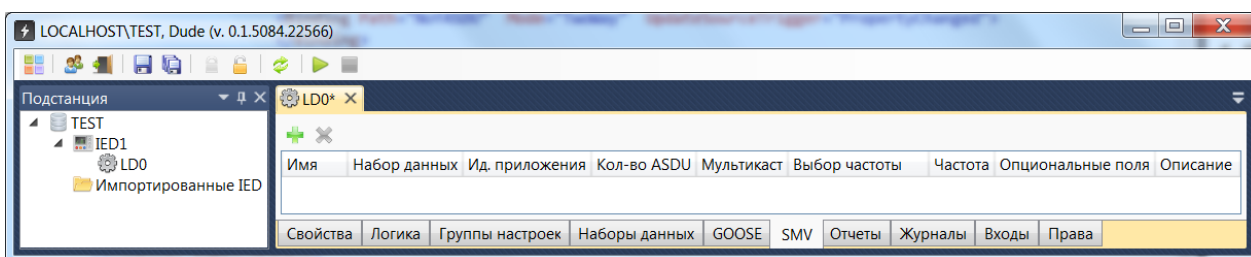 LOCALHOST\TEST, Dude (v. 0.1.5084.22566)
Подстанция
LD0*
TEST
IED1
LD0
Импортированные IED
Имя Набор данных Ид. приложения Кол-во ASDU Мультикаст Выбор частоты Частота Опциональные поля Описание
Свойства Логика Группы настроек Наборы данных GOOSE SMV Отчеты Журналы Входы Права